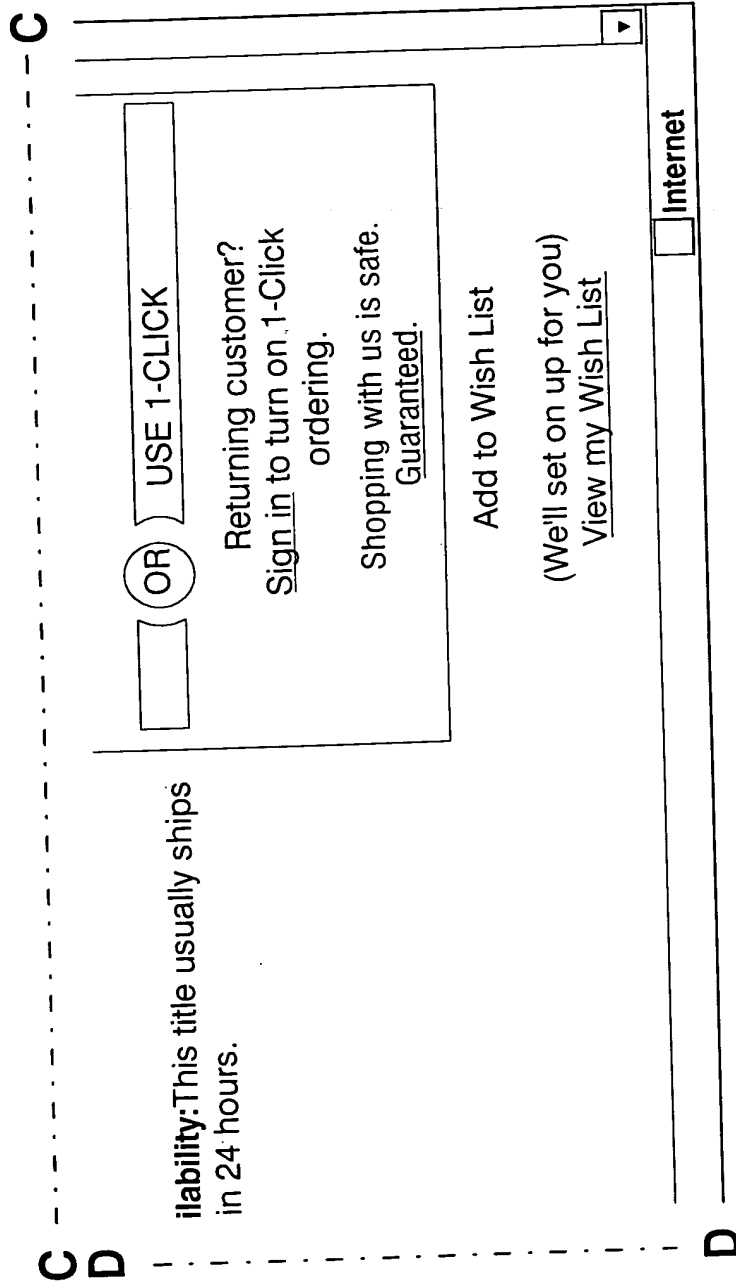 C C
D
ilability:This title usually ships
in 24 hours.
OR USE 1-CLICK
Returning customer?
Sign in to turn on 1-Click
ordering.
Shopping with us is safe.
Guaranteed.
Add to Wish List
(We'll set on up for you)
View my Wish List
Internet
D